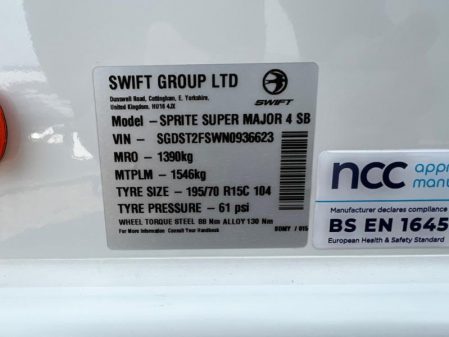 SWIFT GROUP LTD
Dunswell Road, Cottingham, E. Yorkshire,
United Kingdom. HU16 4JX
SWIFT
Model - SPRITE SUPER MAJOR 4 SB
VIN - SGDST2FSWN0936623
MRO - 1390kg
MTPLM - 1546kg
TYRE SIZE - 195/70 R15C 104
TYRE PRESSURE - 61 psi
WHEEL TORQUE STEEL 88 Nm ALLOY 130 Nm
For More Information Consult Your Handbook
ncc
Manufacturer declares compliance
BS EN 1645
European Health & Safety Standard